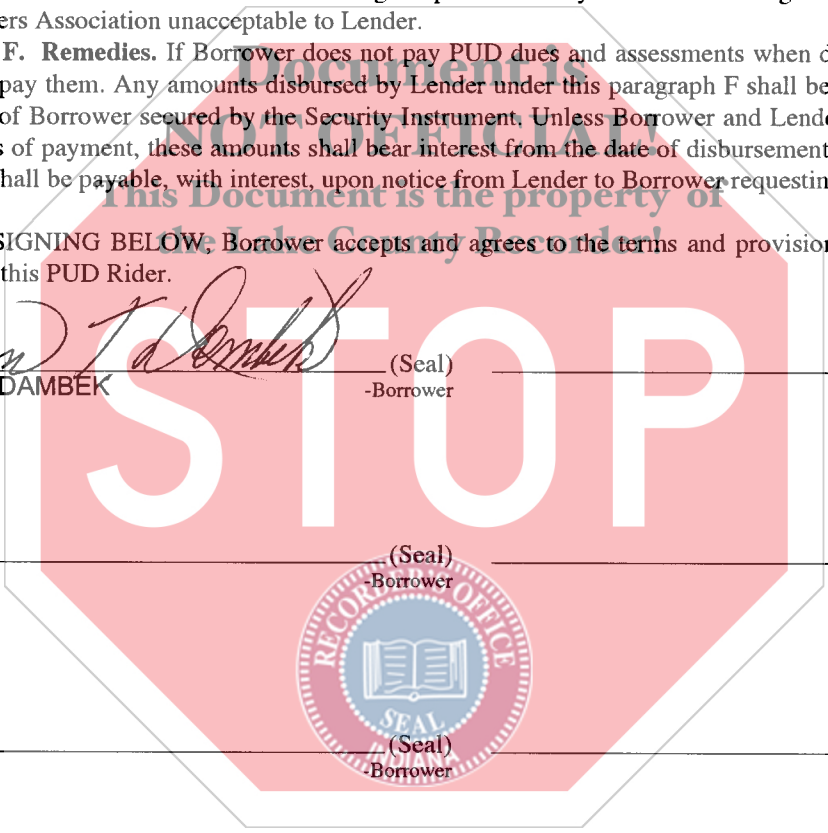 ers Association unacceptable to Lender.
F. Remedies. If Borrower does not pay PUD dues and assessments when
pay them. Any amounts disbursed by Lender under this paragraph F shall be
of Borrower secured by the Security Instrument. Unless Borrower and Lende
s of payment, these amounts shall bear interest from the date of disbursement
hall be payable, with interest, upon notice from Lender to Borrower requestin
SIGNING BELOW, Borrower accepts and agrees to the terms and provision
this PUD Rider.
Document is
NOT OFFICIAL!
This Document is the property of
the Lake County Recorder!
STOP
(Seal)
DAMBEK
-Borrower
(Seal)
-Borrower
RECORDER'S OFFICE
SEAL
INDIANA
(Seal)
-Borrower